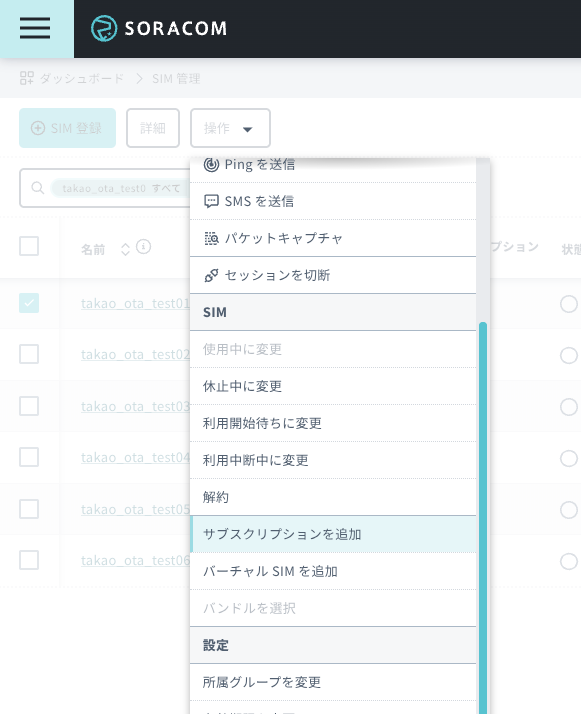 SORACOM
ダッシュボード > SIM 管理
SIM 登録 詳細 操作
takao_ota_test0 すべて
名前
プション
状態
takao_ota_test01
takao_ota_test02
takao_ota_test03
takao_ota_test04
takao_ota_test05
takao_ota_test06
Ping を送信
SMS を送信
パケットキャプチャ
セッションを切断
SIM
使用中に変更
休止中に変更
利用開始待ちに変更
利用中断中に変更
解約
サブスクリプションを追加
バーチャル SIM を追加
バンドルを選択
設定
所属グループを変更